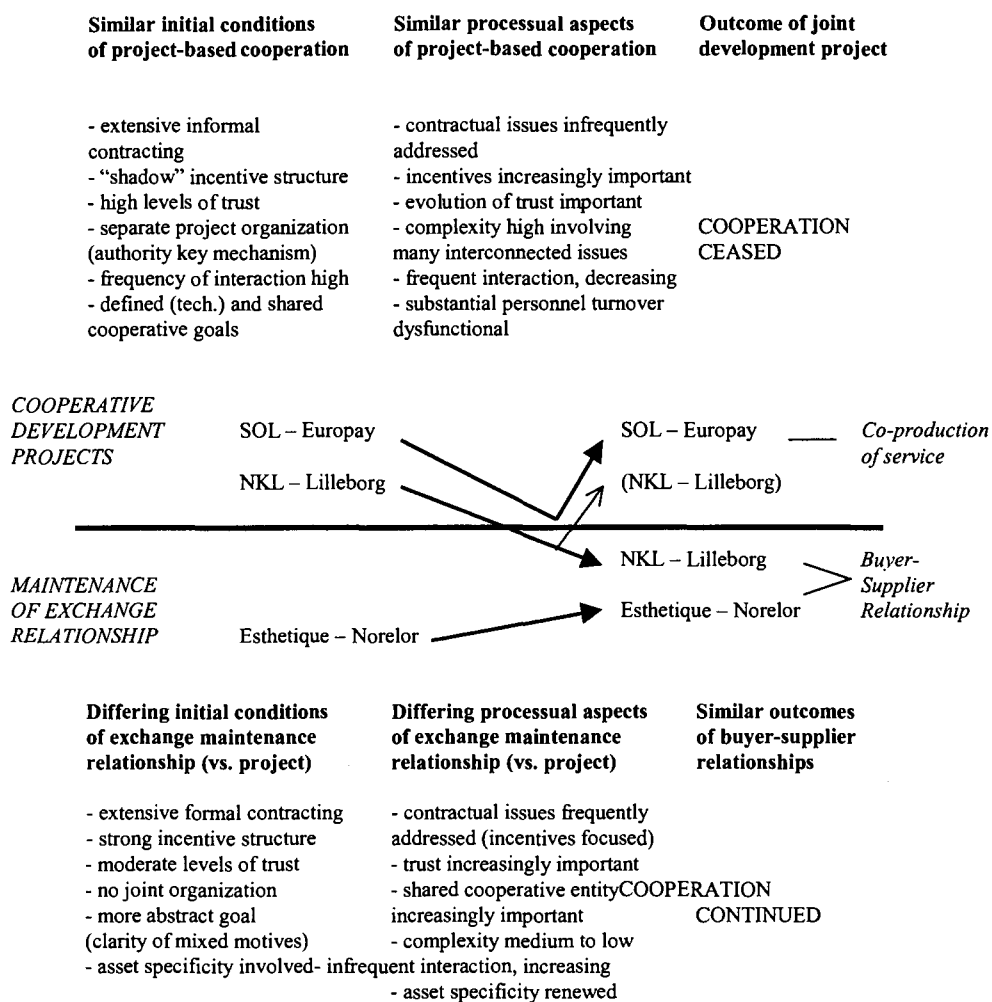 Similar initial conditions
of project-based cooperation
Similar processual aspects
of project-based cooperation
Outcome of joint
development project
- extensive informal
contracting
- "shadow" incentive structure
- high levels of trust
- separate project organization
(authority key mechanism)
- frequency of interaction high
- defined (tech.) and shared
cooperative goals
- contractual issues infrequently
addressed
- incentives increasingly important
- evolution of trust important
- complexity high involving
many interconnected issues
- frequent interaction, decreasing
- substantial personnel turnover
dysfunctional
COOPERATION
CEASED
COOPERATIVE
DEVELOPMENT
PROJECTS
SOL – Europay
NKL – Lilleborg
SOL – Europay
(NKL – Lilleborg)
Co-production
of service
MAINTENANCE
OF EXCHANGE
RELATIONSHIP
Esthetique – Norelor
NKL – Lilleborg
Esthetique – Norelor
Buyer-
Supplier
Relationship
Differing initial conditions
of exchange maintenance
relationship (vs. project)
Differing processual aspects
of exchange maintenance
relationship (vs. project)
Similar outcomes
of buyer-supplier
relationships
- extensive formal contracting
- strong incentive structure
- moderate levels of trust
- no joint organization
- more abstract goal
(clarity of mixed motives)
- asset specificity involved- infrequent interaction, increasing
- contractual issues frequently
addressed (incentives focused)
- trust increasingly important
- shared cooperative entityCOOPERATION
increasingly important
CONTINUED
- complexity medium to low
- asset specificity renewed